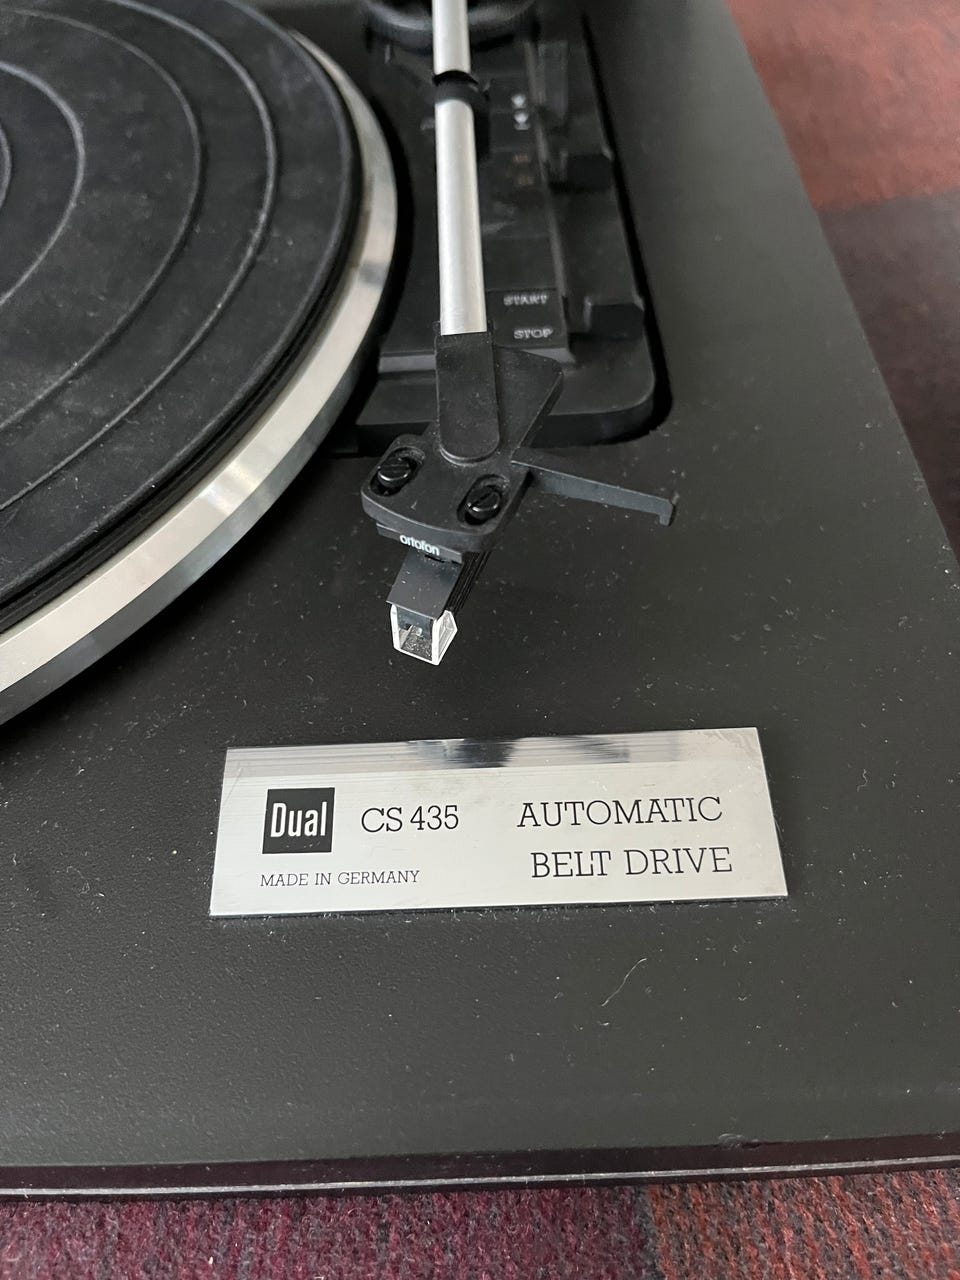 START
STOP
ortofon
Dual CS 435 AUTOMATIC
MADE IN GERMANY BELT DRIVE